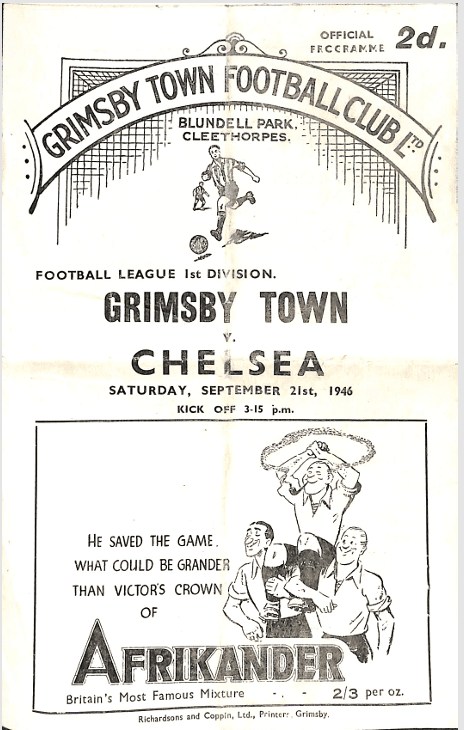 OFFICIAL
PROGRAMME 2d.
GRIMSBY TOWN FOOTBALL CLUB LTD
BLUNDELL PARK,
CLEETHORPES.
FOOTBALL LEAGUE 1st DIVISION.
GRIMSBY TOWN
v.
CHELSEA
SATURDAY, SEPTEMBER 21st, 1946
KICK OFF 3-15 p.m.
HE SAVED THE GAME.
WHAT COULD BE GRANDER
THAN VICTOR'S CROWN
OF
AFRIKANDER
Britain's Most Famous Mixture - - 2/3 per oz.
Richardsons and Coppin, Ltd., Printers, Grimsby.